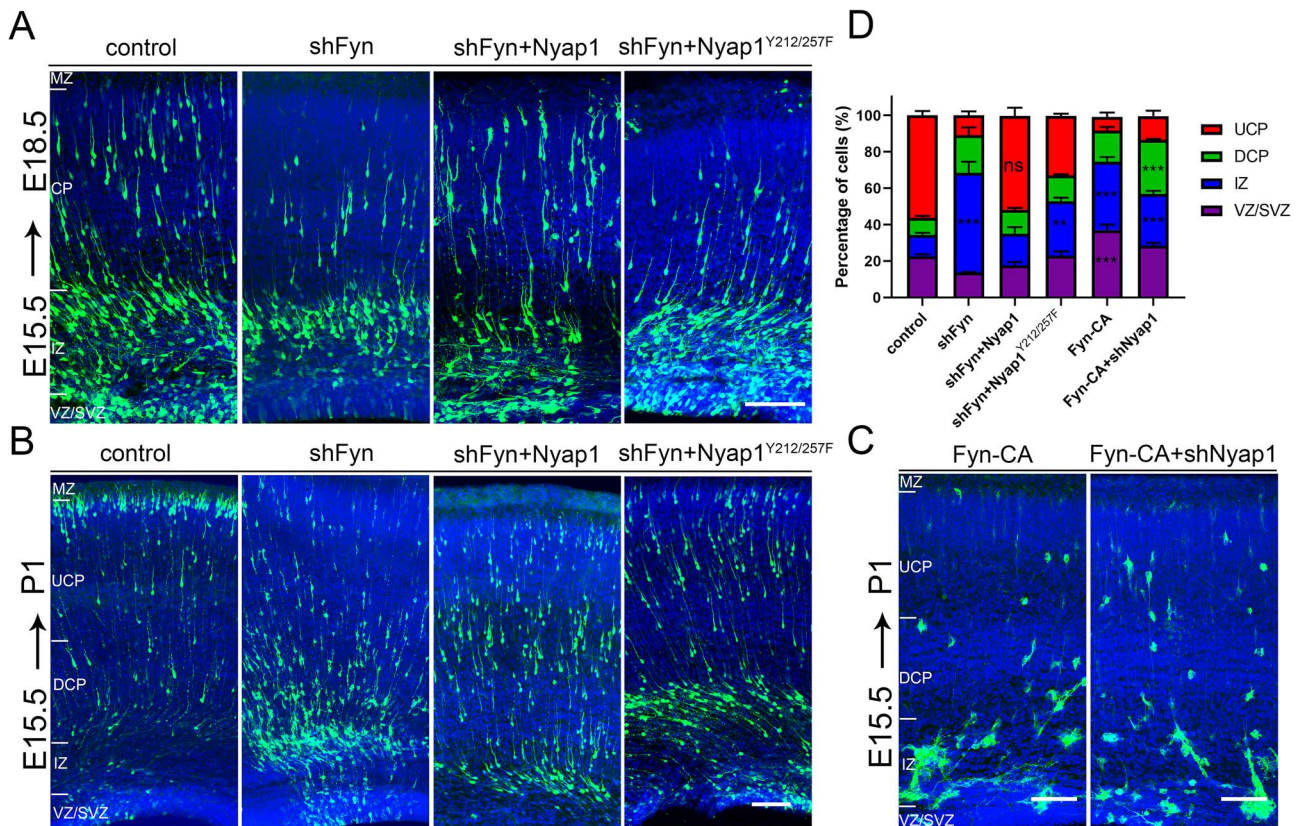 A
control
shFyn
shFyn+Nyap1
shFyn+Nyap1Y212/257F
E15.5
E18.5
MZ
CP
IZ
VZ/SVZ
D
Percentage of cells (%)
100
80
60
40
20
0
ns
***
**
***
***
***
***
control
shFyn
shFyn+Nyap1
shFyn+Nyap1Y212/257F
Fyn-CA
Fyn-CA+shNyap1
UCP
DCP
IZ
VZ/SVZ
B
control
shFyn
shFyn+Nyap1
shFyn+Nyap1Y212/257F
E15.5
P1
MZ
UCP
DCP
IZ
VZ/SVZ
C
Fyn-CA
Fyn-CA+shNyap1
E15.5
P1
MZ
UCP
DCP
IZ
VZ/SVZ